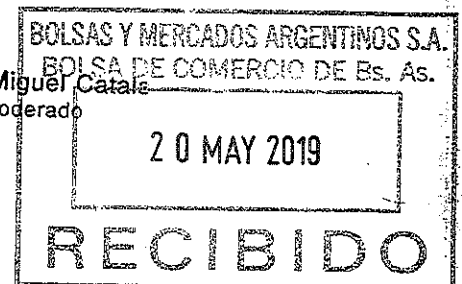 BOLSAS Y MERCADOS ARGENTINOS S.A.
BOLSA DE COMERCIO DE Bs. As.
Miguel Catala
oderado
20 MAY 2019
RECIBIDO